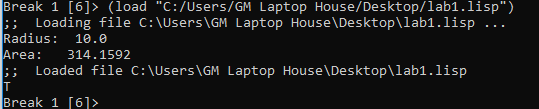 Break 1 [6]> (load "C:/Users/GM Laptop House/Desktop/lab1.lisp")
;;  Loading file C:\Users\GM Laptop House\Desktop\lab1.lisp ...
Radius:  10.0
Area:   314.1592
;;  Loaded file C:\Users\GM Laptop House\Desktop\lab1.lisp
T
Break 1 [6]>